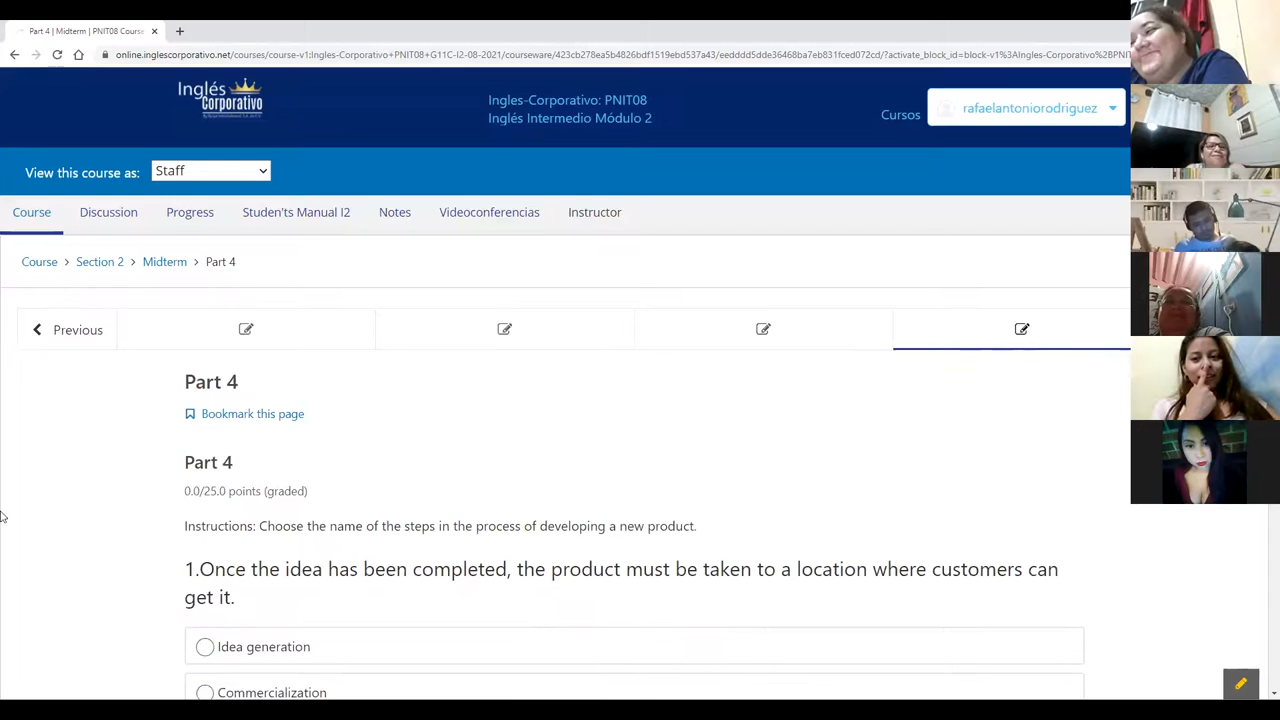 Part 4 | Midterm | PNIT08 Course
online.inglescorporativo.net/courses/course-v1:Ingles-Corporativo+PNIT08+G11C-I2-08-2021/courseware/423cb278ea5b4826bdf1519ebd537a43/eedddd5dde36468ba7eb831fced072cd/?activate_block_id=block-v1%3AIngles-Corporativo%2BPNI
Inglés
Corporativo
Ingles-Corporativo: PNIT08
Inglés Intermedio Módulo 2
Cursos
rafaelantoniorodriguez
View this course as:
Staff
Course
Discussion
Progress
Studen'ts Manual I2
Notes
Videoconferencias
Instructor
Course > Section 2 > Midterm > Part 4
Previous
Part 4
Bookmark this page
Part 4
0.0/25.0 points (graded)
Instructions: Choose the name of the steps in the process of developing a new product.
1.Once the idea has been completed, the product must be taken to a location where customers can
get it.
Idea generation
Commercialization